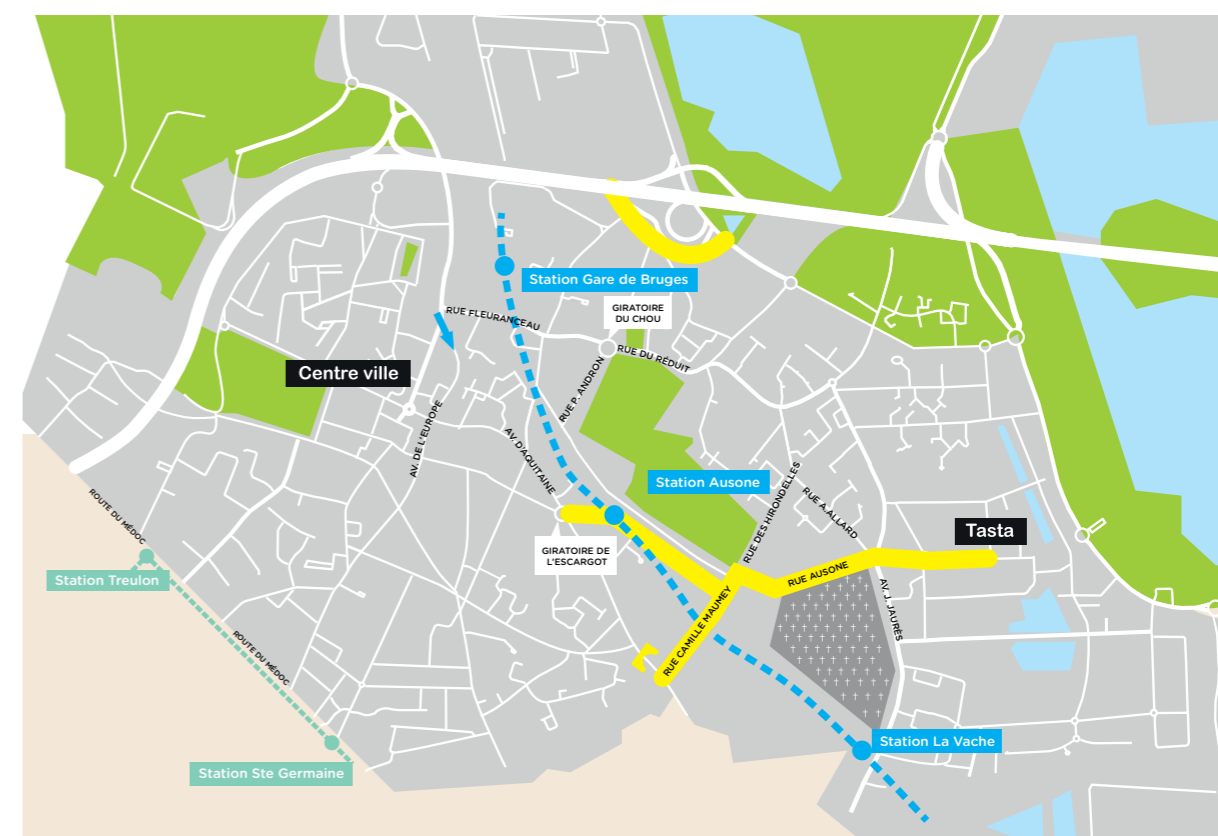 Station Gare de Bruges
RUE FLEURANCEAU
GIRATOIRE
DU CHOU
RUE DU RÉDUIT
Centre ville
RUE P. ANDRON
AV. DE L'EUROPE
AV. D'AQUITAINE
Station Ausone
RUE DES HIRONDELLES
RUE A.ALLARD
ROUTE DU MÉDOC
Tasta
GIRATOIRE DE
L'ESCARGOT
RUE AUSONE
Station Treulon
AV. J. JAURÈS
RUE CAMILLE MAUMEY
ROUTE DU MÉDOC
Station La Vache
Station Ste Germaine